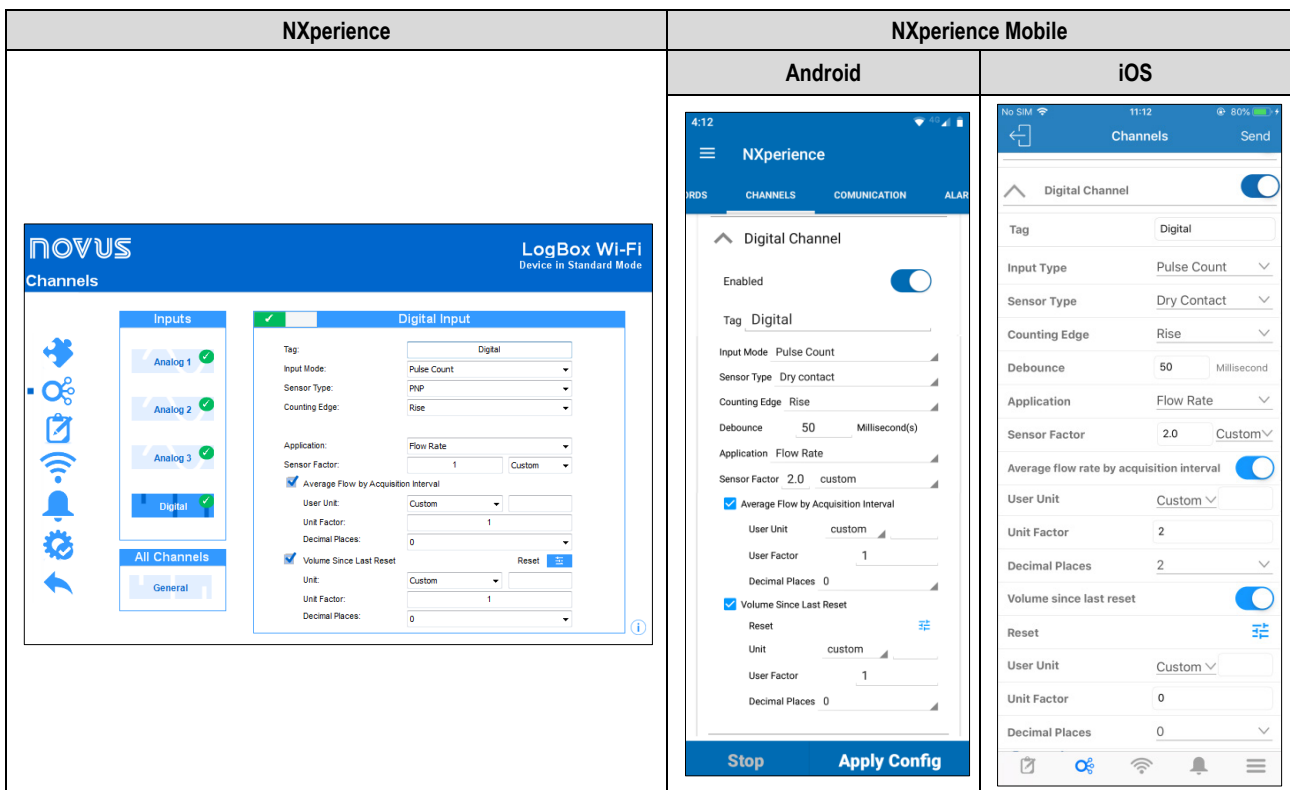 NXperience
NXperience Mobile
Android
iOS
NOVUS
LogBox Wi-Fi
Device in Standard Mode
Channels
Inputs
Analog 1
Analog 2
Analog 3
Digital
All Channels
General
Digital Input
Tag: Digital
Input Mode: Pulse Count
Sensor Type: PNP
Counting Edge: Rise
Application: Flow Rate
Sensor Factor: 1 Custom
Average Flow by Acquisition Interval
User Unit: Custom
Unit Factor: 1
Decimal Places: 0
Volume Since Last Reset Reset
Unit: Custom
Unit Factor: 1
Decimal Places: 0
4:12 4G
NXperience
ORDS CHANNELS COMUNICATION ALAR
Digital Channel
Enabled
Tag Digital
Input Mode Pulse Count
Sensor Type Dry contact
Counting Edge Rise
Debounce 50 Millisecond(s)
Application Flow Rate
Sensor Factor 2.0 custom
Average Flow by Acquisition Interval
User Unit custom
User Factor 1
Decimal Places 0
Volume Since Last Reset
Reset
Unit custom
User Factor 1
Decimal Places 0
Stop Apply Config
No SIM 11:12 80%
Channels Send
Digital Channel
Tag Digital
Input Type Pulse Count
Sensor Type Dry Contact
Counting Edge Rise
Debounce 50 Millisecond
Application Flow Rate
Sensor Factor 2.0 Custom
Average flow rate by acquisition interval
User Unit Custom
Unit Factor 2
Decimal Places 2
Volume since last reset
Reset
User Unit Custom
Unit Factor 0
Decimal Places 0